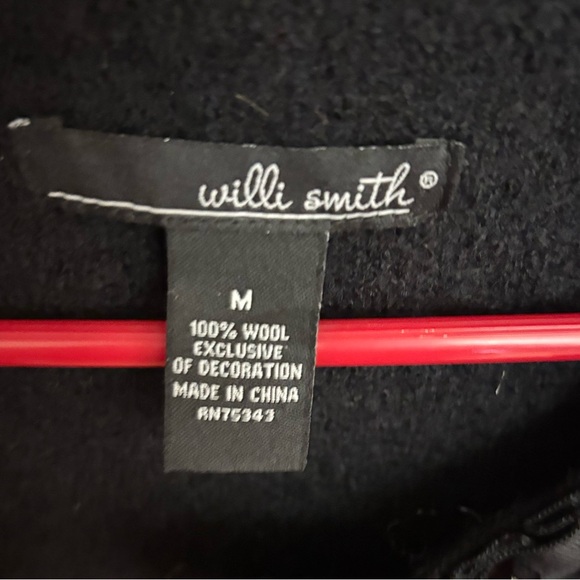 willi smith®
M
100% WOOL
EXCLUSIVE
OF DECORATION
MADE IN CHINA
RN75343